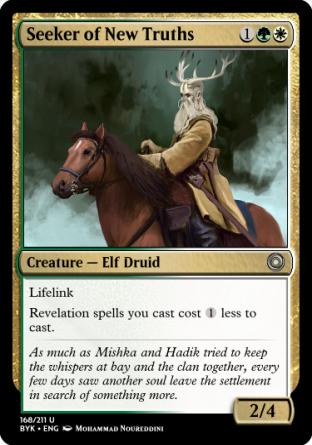 Seeker of New Truths 1
Creature — Elf Druid
Lifelink
Revelation spells you cast cost 1 less to
cast.
As much as Mishka and Hadik tried to keep
the whispers at bay and the clan together, every
few days saw another soul leave the settlement
in search of something more.
2/4
168/211 U
BYK • ENG Mohammad Noureddini